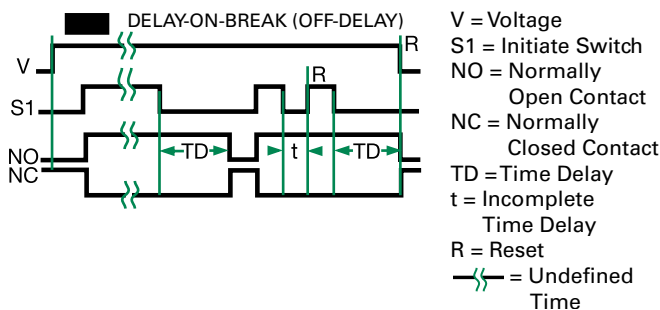 DELAY-ON-BREAK (OFF-DELAY)
V
R
S1
R
NO
NC
TD
t
TD
V = Voltage
S1 = Initiate Switch
NO = Normally
Open Contact
NC = Normally
Closed Contact
TD =Time Delay
t = Incomplete
Time Delay
R = Reset
= Undefined
Time